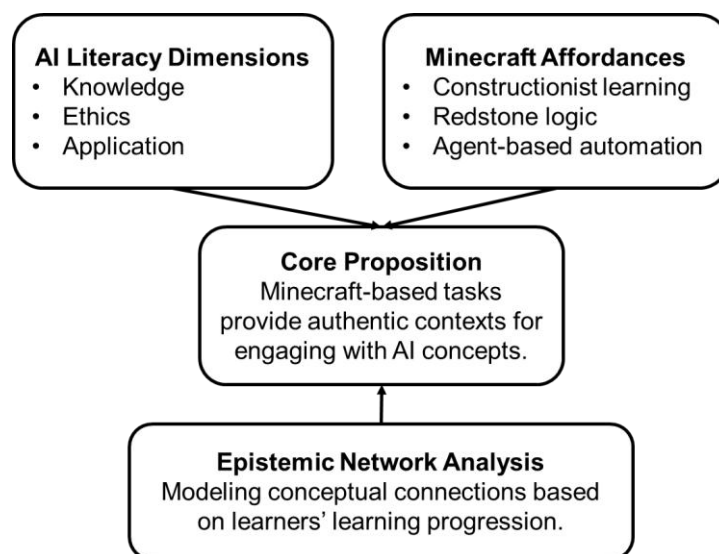 AI Literacy Dimensions
• Knowledge
• Ethics
• Application
Minecraft Affordances
• Constructionist learning
• Redstone logic
• Agent-based automation
Core Proposition
Minecraft-based tasks
provide authentic contexts for
engaging with AI concepts.
Epistemic Network Analysis
Modeling conceptual connections based
on learners’ learning progression.